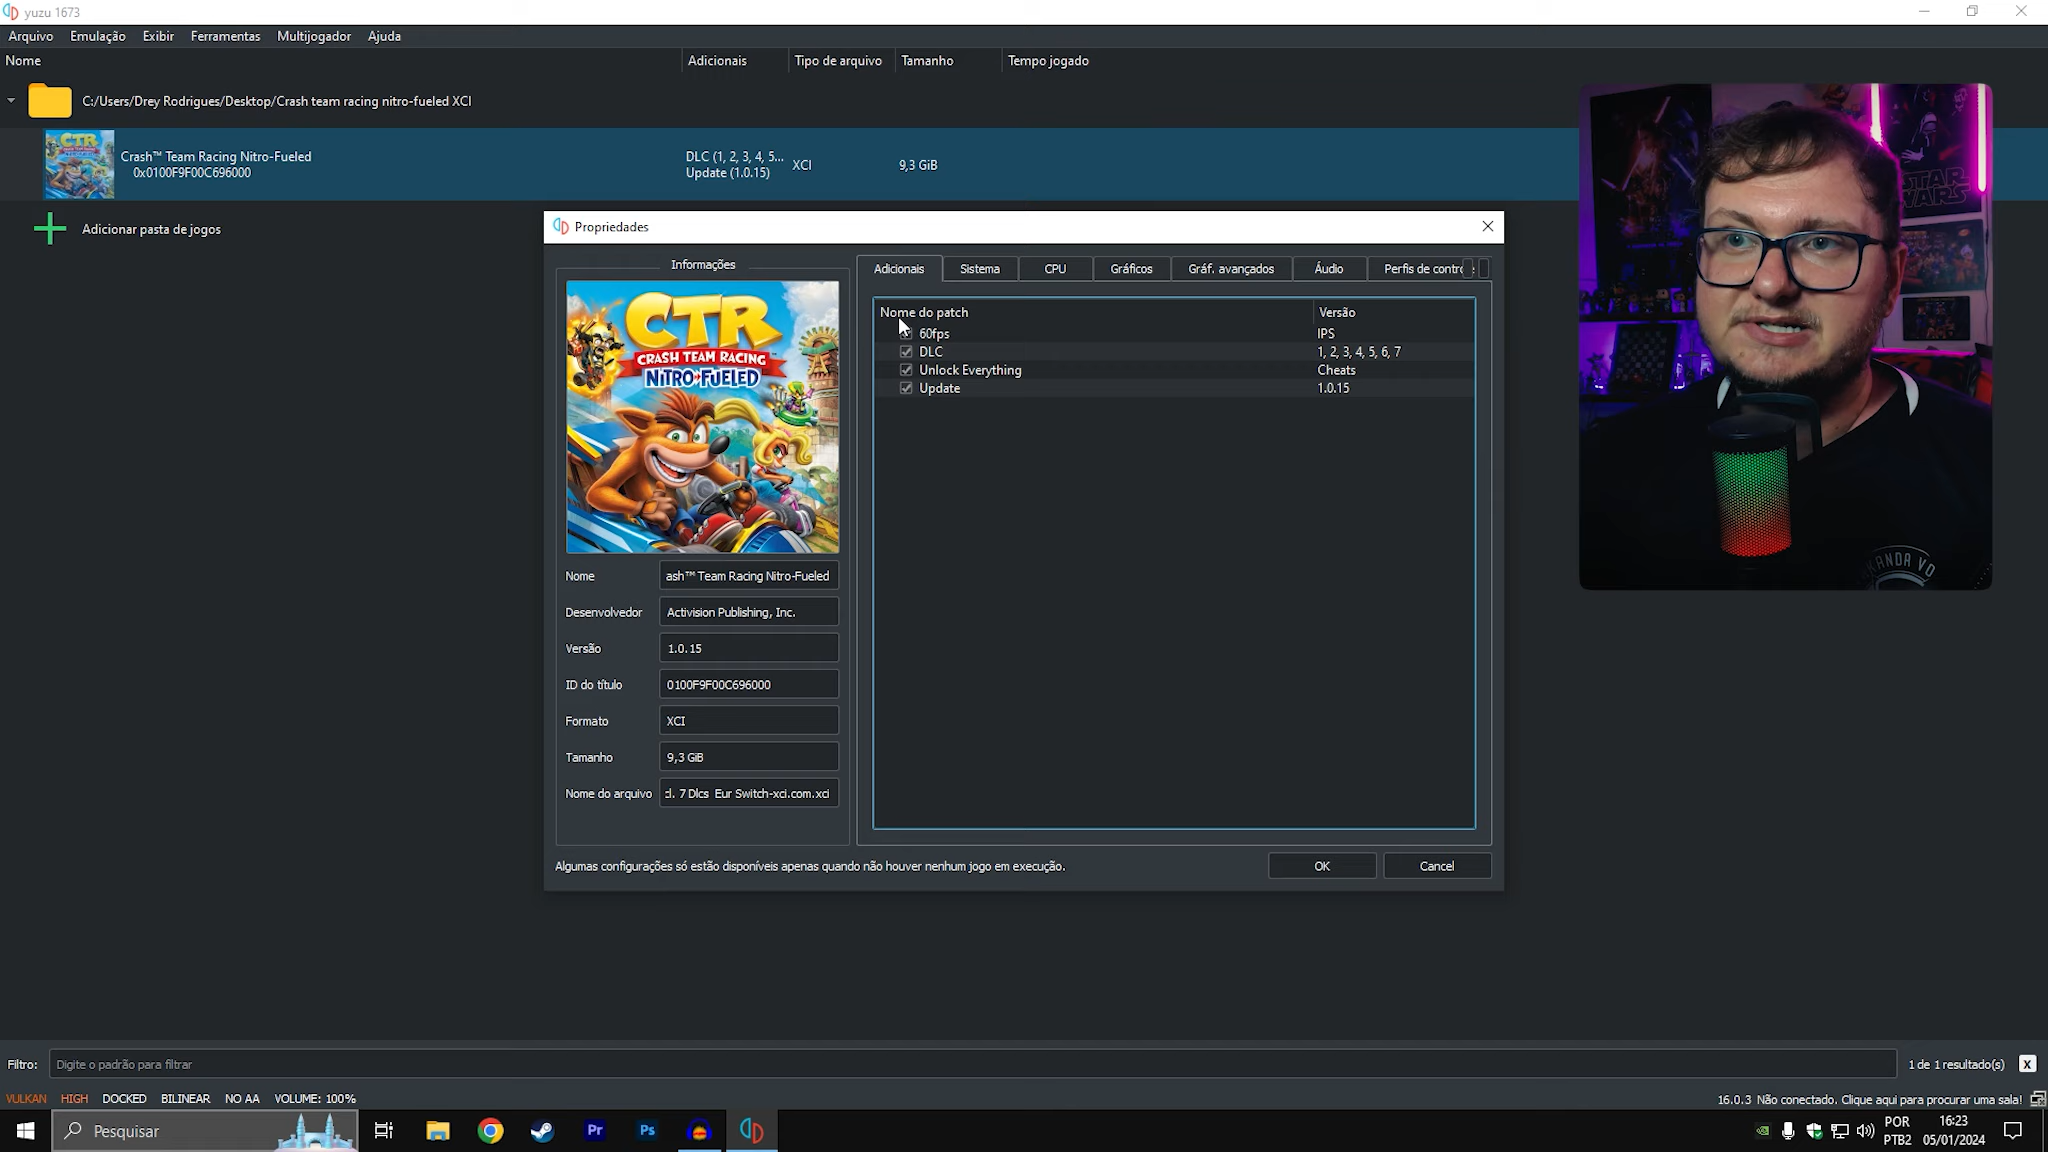 yuzu 1673
Arquivo Emulação Exibir Ferramentas Multijogador Ajuda
Nome Adicionais Tipo de arquivo Tamanho Tempo jogado
C:/Users/Drey Rodrigues/Desktop/Crash team racing nitro-fueled XCI
Crash™ Team Racing Nitro-Fueled
0x0100F9F00C696000
DLC (1, 2, 3, 4, 5...
Update (1.0.15)
XCI
9,3 GiB
Adicionar pasta de jogos
Propriedades
Informações
CTR
CRASH TEAM RACING
NITRO-FUELED
Nome ash™ Team Racing Nitro-Fueled
Desenvolvedor Activision Publishing, Inc.
Versão 1.0.15
ID do título 0100F9F00C696000
Formato XCI
Tamanho 9,3 GiB
Nome do arquivo :l. 7 Dlcs Eur Switch-xci.com.xci
Adicionais Sistema CPU Gráficos Gráf. avançados Áudio Perfis de contro
Nome do patch Versão
60fps IPS
DLC 1, 2, 3, 4, 5, 6, 7
Unlock Everything Cheats
Update 1.0.15
Algumas configurações só estão disponíveis apenas quando não houver nenhum jogo em execução.
OK Cancel
STAR
WARS
KANDA VO
Filtro: Digite o padrão para filtrar 1 de 1 resultado(s) X
VULKAN HIGH DOCKED BILINEAR NO AA VOLUME: 100% 16.0.3 Não conectado. Clique aqui para procurar uma sala!
Pesquisar
Pr
Ps
POR
PTB2
16:23
05/01/2024